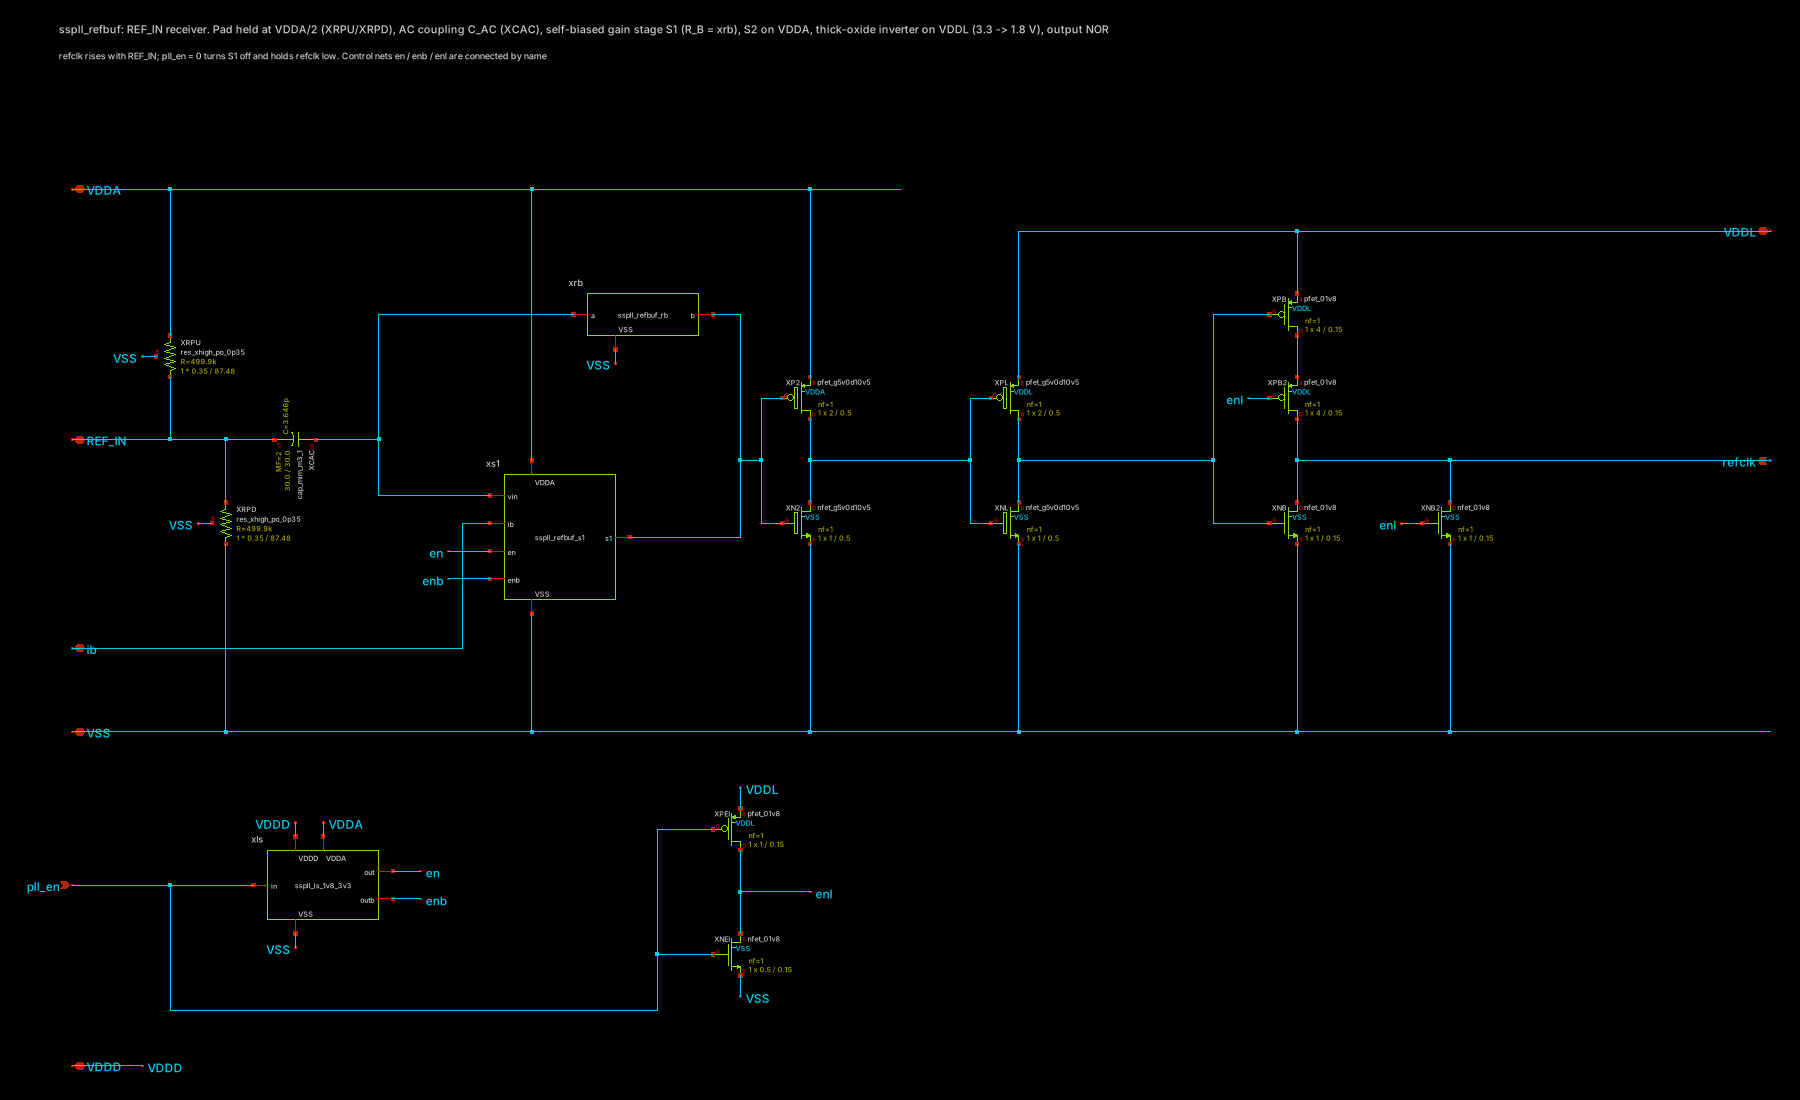 sspll_refbuf: REF_IN receiver. Pad held at VDDA/2 (XRPU/XRPD), AC coupling C_AC (XCAC), self-biased gain stage S1 (R_B = xrb), S2 on VDDA, thick-oxide inverter on VDDL (3.3 -> 1.8 V), output NOR
refclk rises with REF_IN; pll_en = 0 turns S1 off and holds refclk low. Control nets en / enb / enl are connected by name
VDDA
VDDL
xrb
a
sspll_refbuf_rb
b
VSS
VSS
XPB
pfet_01v8
VDDL
nf=1
1 x 4 / 0.15
XRPU
res_xhigh_po_0p35
R=499.9k
1 * 0.35 / 87.48
VSS
XP2
pfet_g5v0d10v5
VDDA
nf=1
1 x 2 / 0.5
XPL
pfet_g5v0d10v5
VDDL
nf=1
1 x 2 / 0.5
XPB2
pfet_01v8
VDDL
nf=1
1 x 4 / 0.15
enl
REF_IN
C=3.646p
MF=2
30.0 / 30.0
cap_mim_m3_1
XCAC
refclk
xs1
VDDA
vin
ib
en
enb
sspll_refbuf_s1
s1
VSS
en
enb
XRPD
res_xhigh_po_0p35
R=499.9k
1 * 0.35 / 87.48
VSS
XN2
nfet_g5v0d10v5
VSS
nf=1
1 x 1 / 0.5
XNL
nfet_g5v0d10v5
VSS
nf=1
1 x 1 / 0.5
XNB
nfet_01v8
VSS
nf=1
1 x 1 / 0.15
XNB2
nfet_01v8
VSS
nf=1
1 x 1 / 0.15
enl
ib
VSS
VDDD
VDDA
xls
VDDD
VDDA
in
sspll_ls_1v8_3v3
out
outb
VSS
VSS
en
enb
pll_en
VDDL
XPEI
pfet_01v8
VDDL
nf=1
1 x 1 / 0.15
enl
XNEI
nfet_01v8
VSS
nf=1
1 x 0.5 / 0.15
VSS
VDDD
VDDD